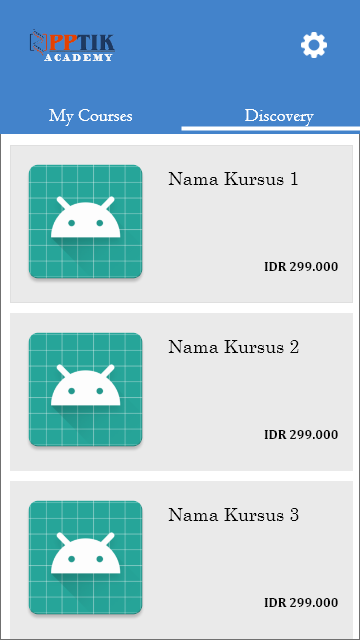 PPTIK
ACADEMY
My Courses
Discovery
Nama Kursus 1
IDR 299.000
Nama Kursus 2
IDR 299.000
Nama Kursus 3
IDR 299.000